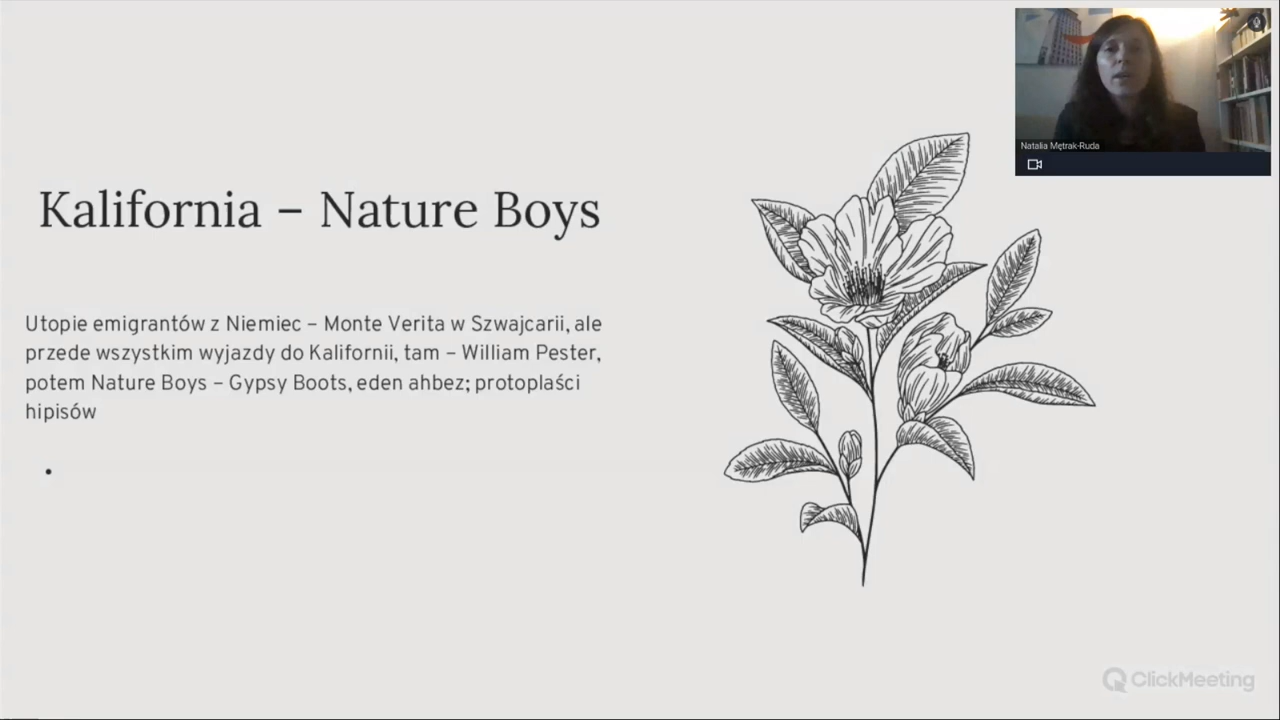 Natalia Mętrak-Ruda
Kalifornia – Nature Boys
Utopie emigrantów z Niemiec – Monte Verita w Szwajcarii, ale
przede wszystkim wyjazdy do Kalifornii, tam – William Pester,
potem Nature Boys – Gypsy Boots, eden ahbez; protoplaści
hipisów
ClickMeeting